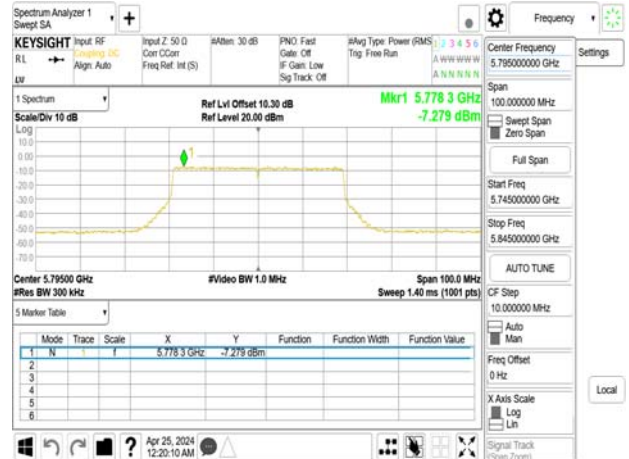 Spectrum Analyzer 1
Swept SA
+
Frequency
KEYSIGHT
RL
Input: RF
Coupling: DC
Align: Auto
Input Z: 50 Ω
Corr CCorr
Freq Ref: Int (S)
#Atten: 30 dB
PNO: Fast
Gate: Off
IF Gain: Low
Sig Track: Off
#Avg Type: Power (RMS
Trig: Free Run
1 2 3 4 5 6
A W W W W W
A N N N N N
Center Frequency
5.795000000 GHz
Settings
LVI
1 Spectrum
Scale/Div 10 dB
Ref Lvl Offset 10.30 dB
Ref Level 20.00 dBm
Mkr1 5.778 3 GHz
-7.279 dBm
Span
100.000000 MHz
Swept Span
Zero Span
Full Span
Log
10.0
0.00
-10.0
-20.0
-30.0
-40.0
-50.0
-60.0
-70.0
1
Start Freq
5.745000000 GHz
Stop Freq
5.845000000 GHz
AUTO TUNE
Center 5.79500 GHz
#Res BW 300 kHz
#Video BW 1.0 MHz
Span 100.0 MHz
Sweep 1.40 ms (1001 pts)
CF Step
10.000000 MHz
Auto
Man
5 Marker Table
Mode Trace Scale X Y Function Function Width Function Value
1 N 1 f 5.778 3 GHz -7.279 dBm
2
3
4
5
6
Freq Offset
0 Hz
X Axis Scale
Log
Lin
Local
Signal Track
(Span Zoom)
?
Apr 25, 2024
12:20:10 AM